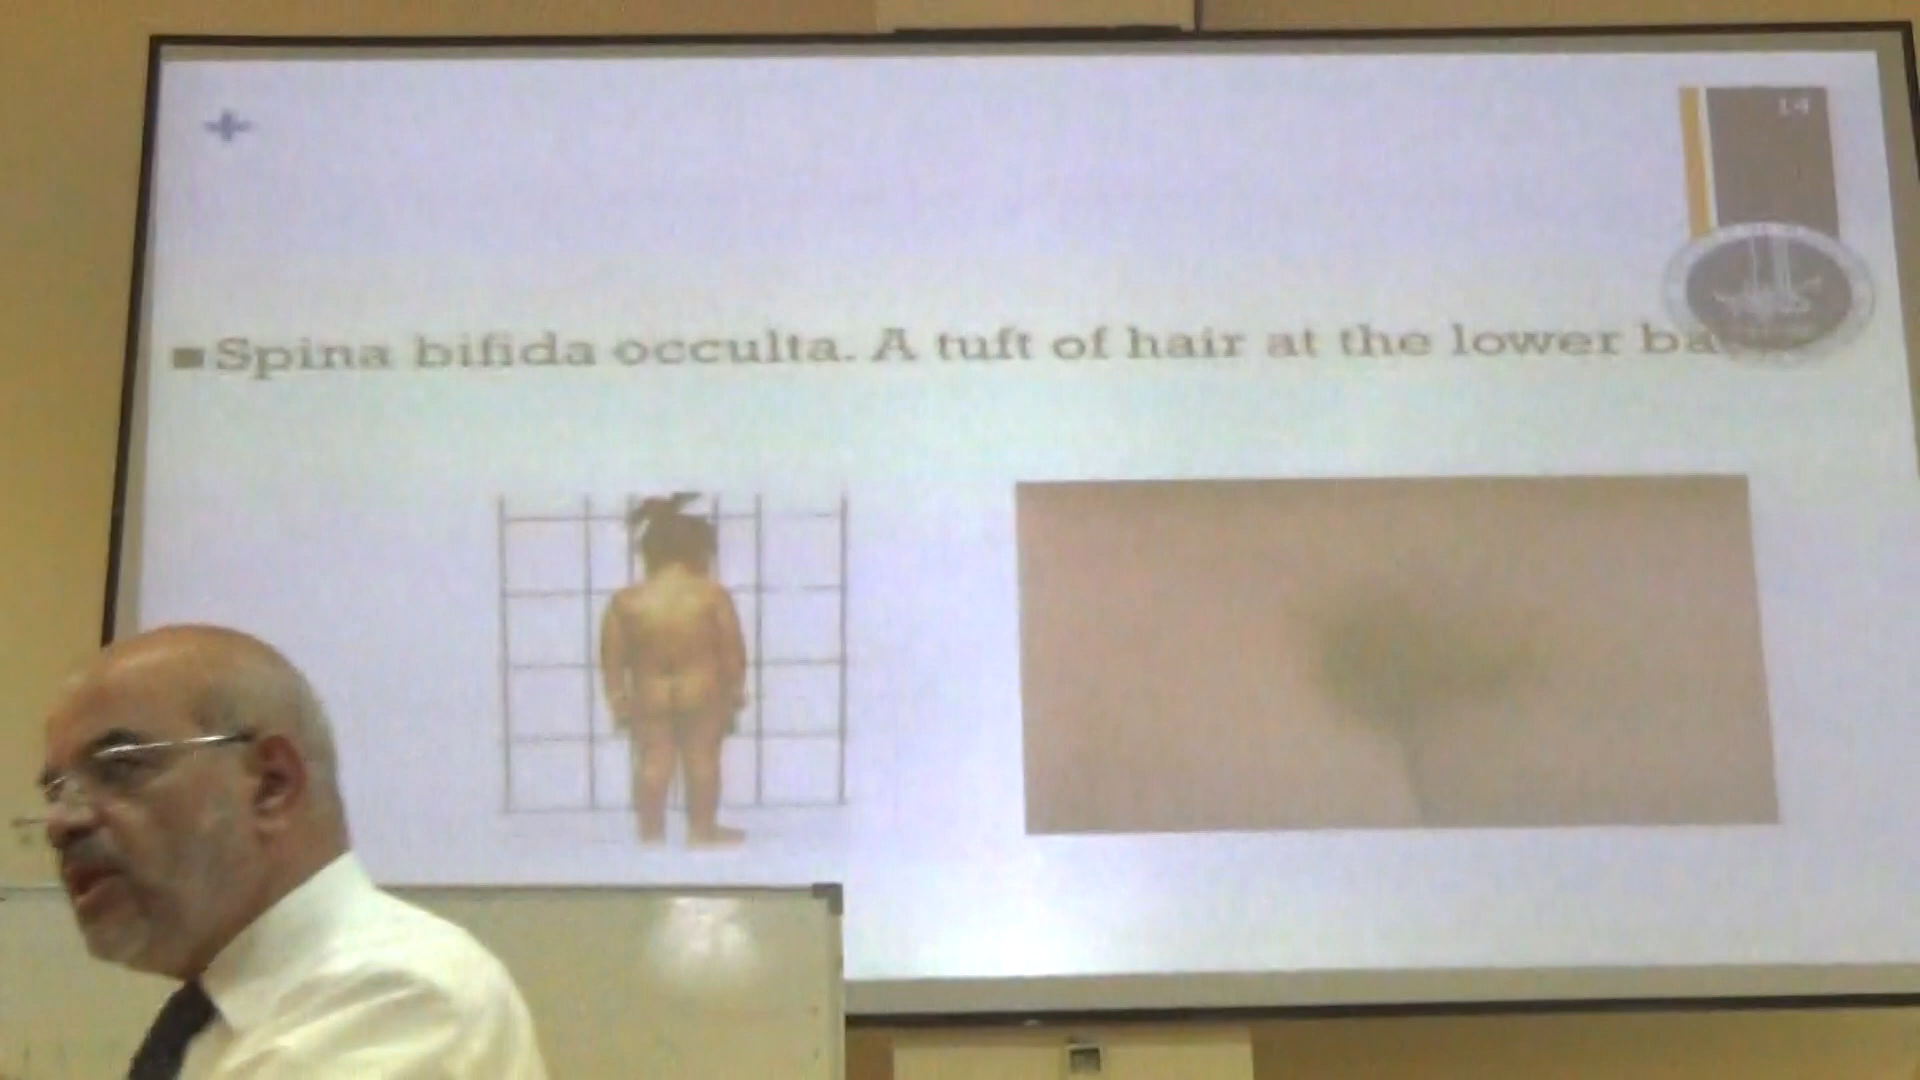 14
Spina bifida occulta. A tuft of hair at the lower